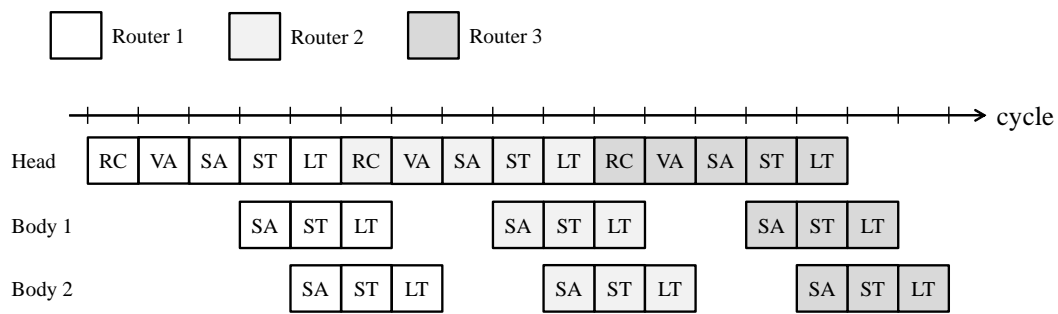 Router 1 Router 2 Router 3
cycle
Head RC VA SA ST LT RC VA SA ST LT RC VA SA ST LT
Body 1 SA ST LT SA ST LT SA ST LT
Body 2 SA ST LT SA ST LT SA ST LT